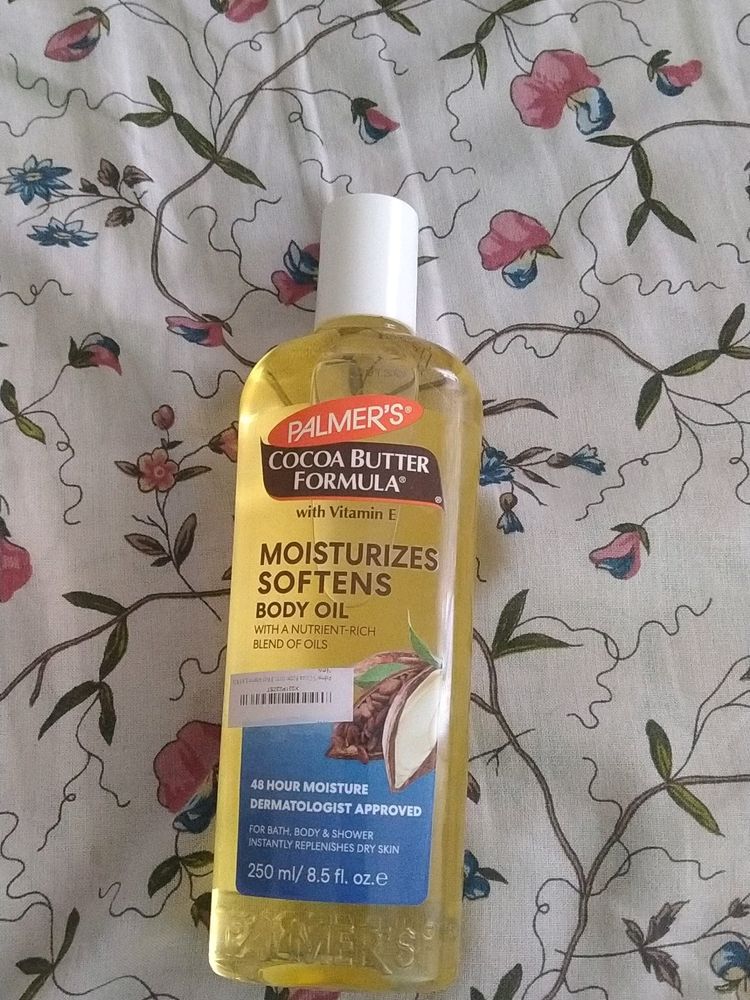 PALMER'S®
COCOA BUTTER
FORMULA®
with Vitamin E
MOISTURIZES
SOFTENS
BODY OIL
WITH A NUTRIENT-RICH
BLEND OF OILS
48 HOUR MOISTURE
DERMATOLOGIST APPROVED
FOR BATH, BODY & SHOWER
INSTANTLY REPLENISHES DRY SKIN
250 ml/ 8.5 fl. oz.e
PALMER'S